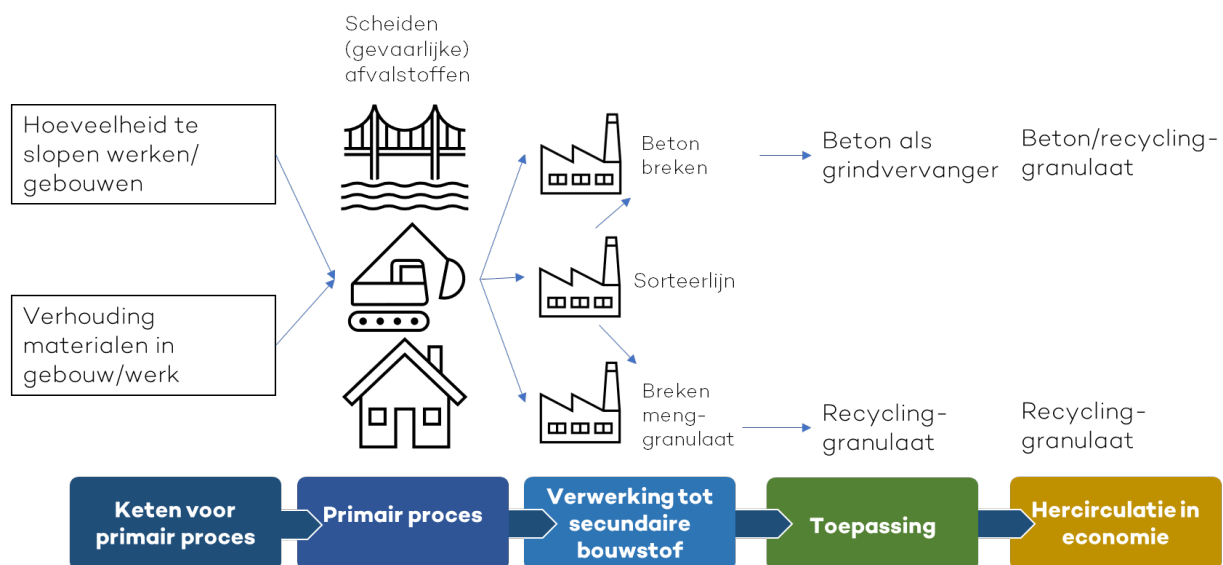 Scheiden
(gevaarlijke)
afvalstoffen
Hoeveelheid te
slopen werken/
gebouwen
Verhouding
materialen in
gebouw/werk
Beton
breken
Sorteerlijn
Breken
meng-
granulaat
Beton als
grindvervanger
Beton/recycling-
granulaat
Recycling-
granulaat
Recycling-
granulaat
Keten voor
primair proces
Primair proces
Verwerking tot
secundaire
bouwstof
Toepassing
Hercirculatie in
economie